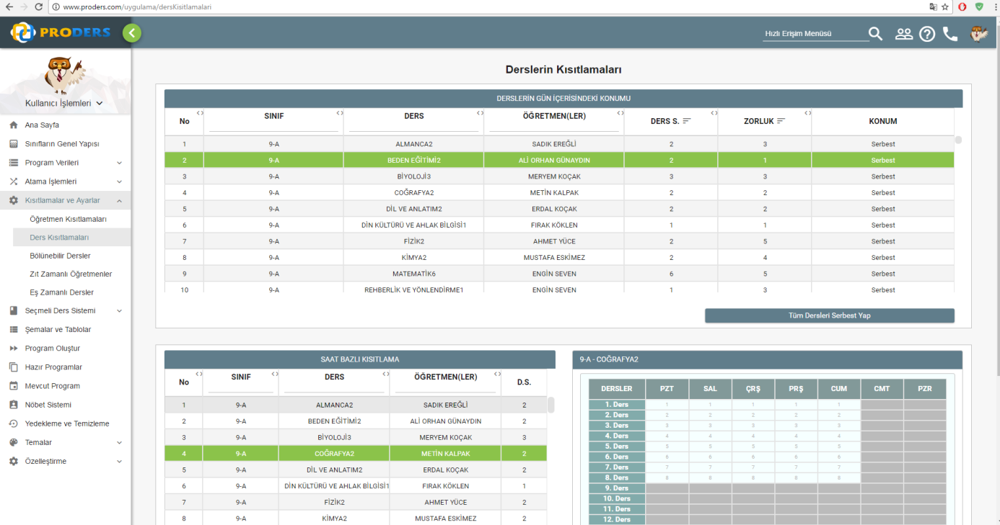 www.proders.com/uygulama/dersKisitlamalari
PRODERS
Hızlı Erişim Menüsü
Kullanıcı İşlemleri
Ana Sayfa
Sınıfların Genel Yapısı
Program Verileri
Atama İşlemleri
Kısıtlamalar ve Ayarlar
Öğretmen Kısıtlamaları
Ders Kısıtlamaları
Bölünebilir Dersler
Zıt Zamanlı Öğretmenler
Eş Zamanlı Dersler
Seçmeli Ders Sistemi
Şemalar ve Tablolar
Program Oluştur
Hazır Programlar
Mevcut Program
Nöbet Sistemi
Yedekleme ve Temizleme
Temalar
Özelleştirme
Derslerin Kısıtlamaları
DERSLERİN GÜN İÇERİSİNDEKİ KONUMU
No SINIF DERS ÖĞRETMEN(LER) DERS S. ZORLUK KONUM
1 9-A ALMANCA2 SADIK EREĞLİ 2 3 Serbest
2 9-A BEDEN EĞİTİMİ2 ALİ ORHAN GÜNAYDIN 2 1 Serbest
3 9-A BİYOLOJİ3 MERYEM KOÇAK 3 3 Serbest
4 9-A COĞRAFYA2 METİN KALPAK 2 2 Serbest
5 9-A DİL VE ANLATIM2 ERDAL KOÇAK 2 2 Serbest
6 9-A DİN KÜLTÜRÜ VE AHLAK BİLGİSİ1 FIRAK KÖKLEN 1 1 Serbest
7 9-A FİZİK2 AHMET YÜCE 2 5 Serbest
8 9-A KİMYA2 MUSTAFA ESKİMEZ 2 4 Serbest
9 9-A MATEMATİK6 ENGİN SEVEN 6 5 Serbest
10 9-A REHBERLİK VE YÖNLENDİRME1 ENGİN SEVEN 1 3 Serbest
Tüm Dersleri Serbest Yap
SAAT BAZLI KISITLAMA
No SINIF DERS ÖĞRETMEN(LER) D.S.
1 9-A ALMANCA2 SADIK EREĞLİ 2
2 9-A BEDEN EĞİTİMİ2 ALİ ORHAN GÜNAYDIN 2
3 9-A BİYOLOJİ3 MERYEM KOÇAK 3
4 9-A COĞRAFYA2 METİN KALPAK 2
5 9-A DİL VE ANLATIM2 ERDAL KOÇAK 2
6 9-A DİN KÜLTÜRÜ VE AHLAK BİLGİSİ1 FIRAK KÖKLEN 1
7 9-A FİZİK2 AHMET YÜCE 2
8 9-A KİMYA2 MUSTAFA ESKİMEZ 2
9-A - COĞRAFYA2
DERSLER PZT SAL ÇRŞ PRŞ CUM CMT PZR
1. Ders 1 1 1 1 1
2. Ders 2 2 2 2 2
3. Ders 3 3 3 3 3
4. Ders 4 4 4 4 4
5. Ders 5 5 5 5 5
6. Ders 6 6 6 6 6
7. Ders 7 7 7 7 7
8. Ders 8 8 8 8 8
9. Ders
10. Ders
11. Ders
12. Ders